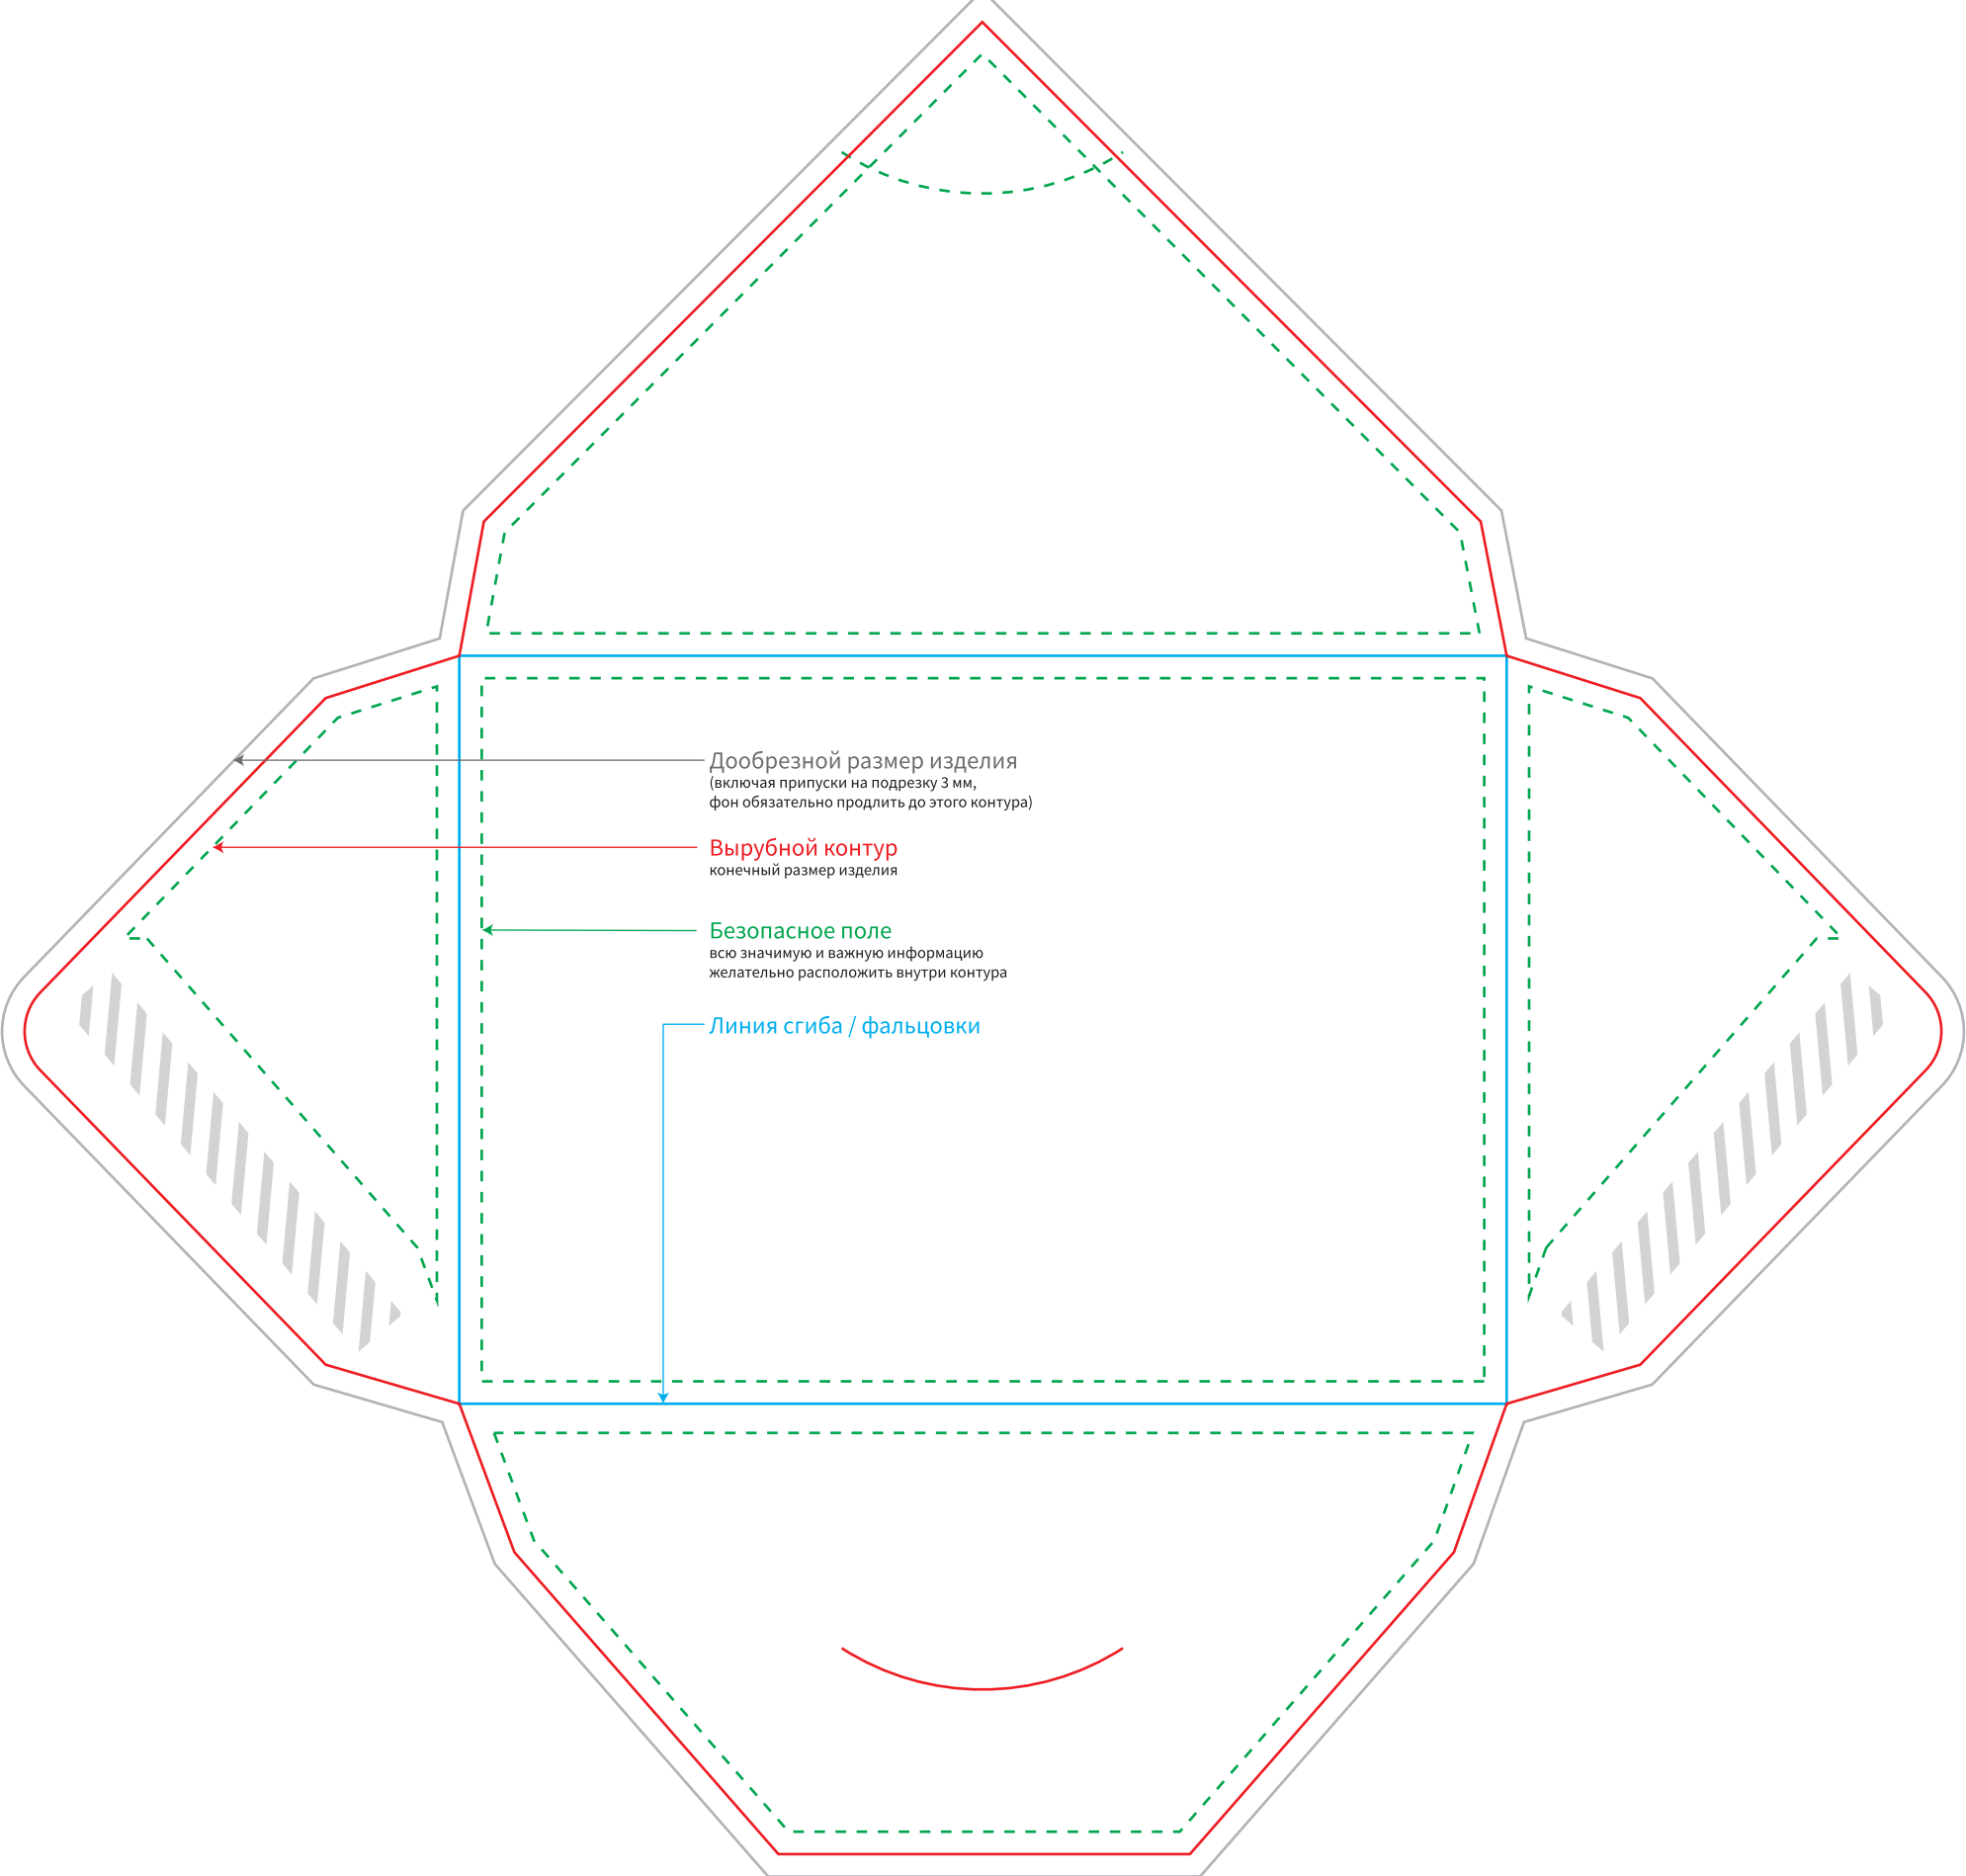 Дообрезной размер изделия
(включая припуски на подрезку 3 мм,
фон обязательно продлить до этого контура)
Вырубной контур
конечный размер изделия
Безопасное поле
всю значимую и важную информацию
желательно расположить внутри контура
Линия сгиба / фальцовки